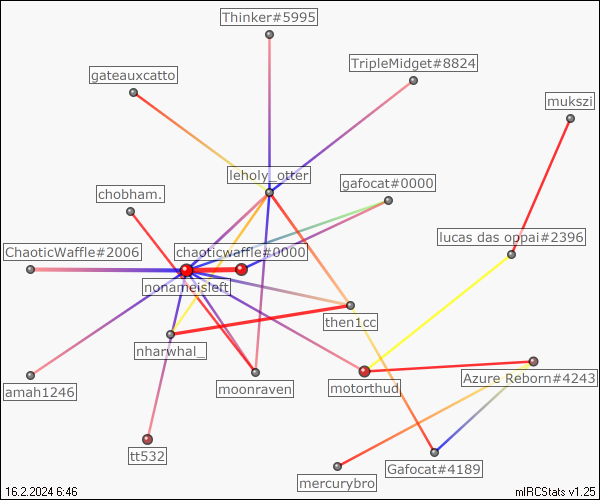 Thinker#5995
TripleMidget#8824
gateauxcatto
mukszi
leholy_otter
gafocat#0000
chobham.
lucas das oppai#2396
ChaoticWaffle#2006
chaoticwaffle#0000
nonameisleft
then1cc
nharwhal_
amah1246
moonraven
motorthud
Azure Reborn#4243
tt532
Gafocat#4189
mercurybro
16.2.2024 6:46
mIRCStats v1.25